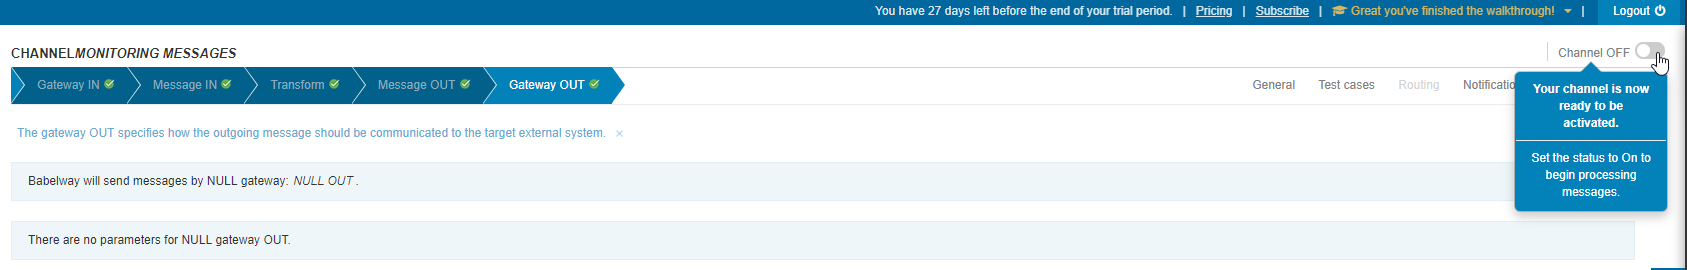 You have 27 days left before the end of your trial period. | Pricing | Subscribe | Great you've finished the walkthrough! | Logout
CHANNEL MONITORING MESSAGES
Channel OFF
Gateway IN Message IN Transform Message OUT Gateway OUT
General Test cases Routing Notificatio
Your channel is now
ready to be
activated.
Set the status to On to
begin processing
messages.
The gateway OUT specifies how the outgoing message should be communicated to the target external system. ×
Babelway will send messages by NULL gateway: NULL OUT .
There are no parameters for NULL gateway OUT.